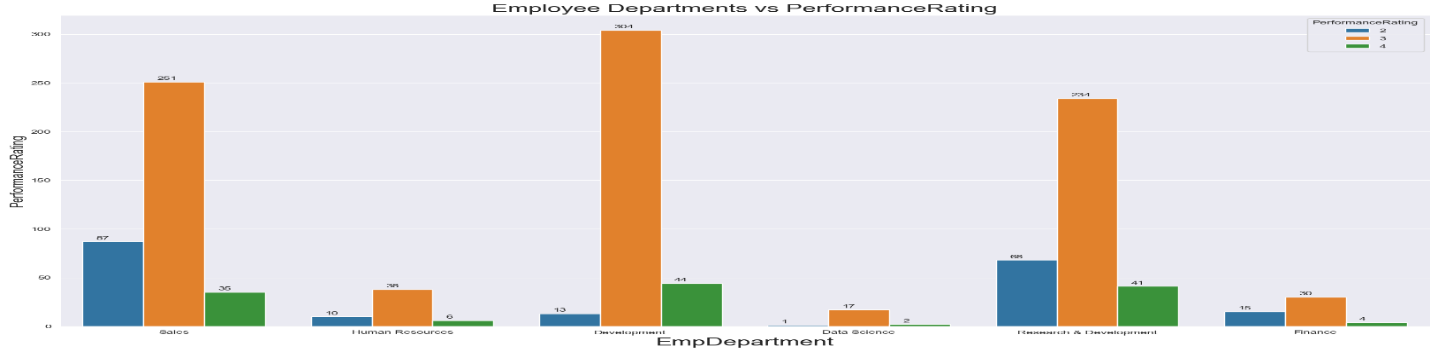 Employee Departments vs PerformanceRating
PerformanceRating
2
3
4
PerformanceRating
300
250
200
150
100
50
0
87
251
35
10
38
6
13
304
44
1
17
2
68
234
41
15
30
4
Sales
Human Resources
Development
Data Science
Research & Development
Finance
EmpDepartment